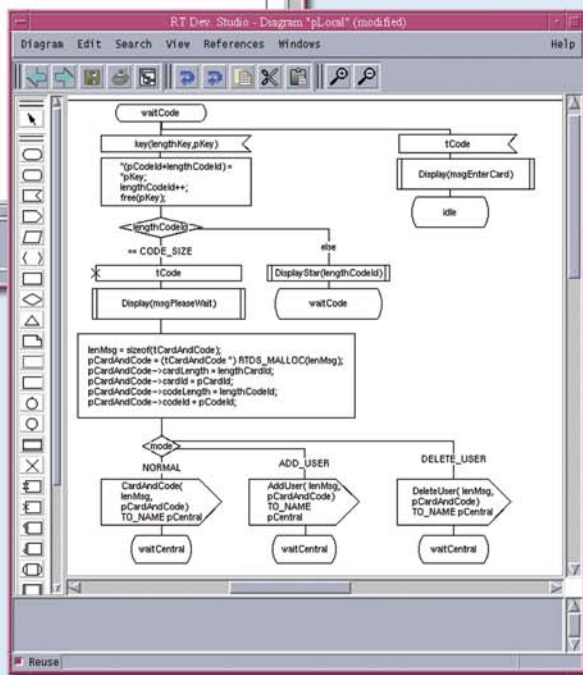 RT Dev. Studio - Diagram "pLocal" (modified)
Diagram Edit Search View References Windows Help
waitCode
key(lengthKey,pKey)
tCode
*(pCodeId+lengthCodeId) =
*pKey;
lengthCodeId++;
free(pKey);
Display(msgEnterCard)
idle
lengthCodeId
else
== CODE_SIZE
tCode
DisplayStar(lengthCodeId)
Display(msgPleaseWait)
waitCode
lenMsg = sizeof(tCardAndCode);
pCardAndCode = (tCardAndCode *) RTDS_MALLOC(lenMsg);
pCardAndCode->cardLength = lengthCardId;
pCardAndCode->cardId = pCardId;
pCardAndCode->codeLength = lengthCodeId;
pCardAndCode->codeId = pCodeId;
mode
NORMAL
ADD_USER
DELETE_USER
CardAndCode(
lenMsg,
pCardAndCode)
TO_NAME pCentral
AddUser( lenMsg,
pCardAndCode)
TO_NAME
pCentral
DeleteUser( lenMsg,
pCardAndCode)
TO_NAME pCentral
waitCentral
waitCentral
waitCentral
Reuse